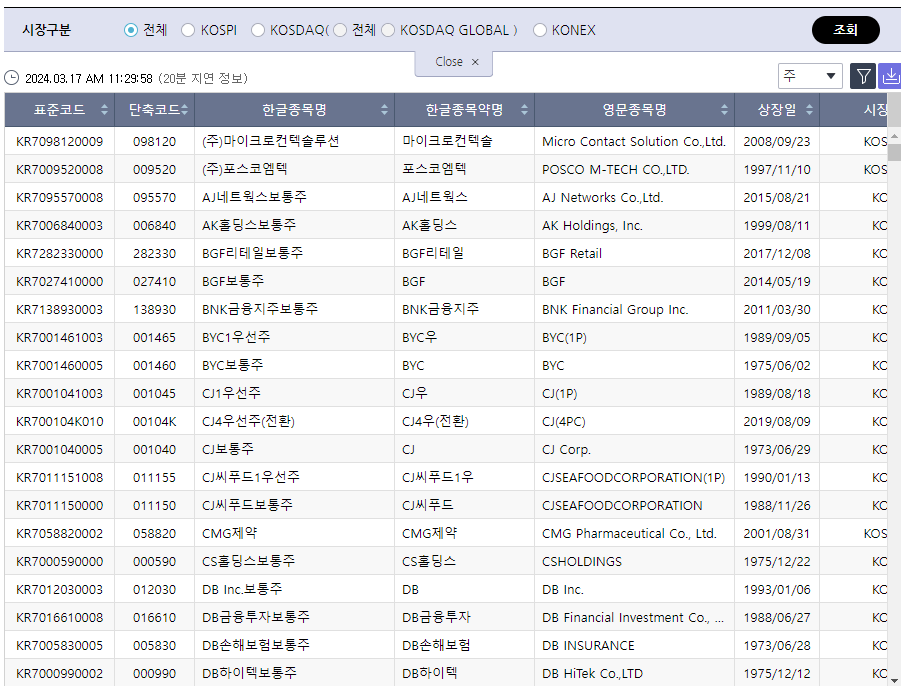 시장구분 전체 KOSPI KOSDAQ( 전체 KOSDAQ GLOBAL ) KONEX 조회
Close ×
2024.03.17 AM 11:29:58 (20분 지연 정보) 주
표준코드 단축코드 한글종목명 한글종목약명 영문종목명 상장일 시장
KR7098120009 098120 (주)마이크로컨텍솔루션 마이크로컨텍솔 Micro Contact Solution Co.,Ltd. 2008/09/23 KOS
KR7009520008 009520 (주)포스코엠텍 포스코엠텍 POSCO M-TECH CO.,LTD. 1997/11/10 KOS
KR7095570008 095570 AJ네트웍스보통주 AJ네트웍스 AJ Networks Co.,Ltd. 2015/08/21 KO
KR7006840003 006840 AK홀딩스보통주 AK홀딩스 AK Holdings, Inc. 1999/08/11 KO
KR7282330000 282330 BGF리테일보통주 BGF리테일 BGF Retail 2017/12/08 KO
KR7027410000 027410 BGF보통주 BGF BGF 2014/05/19 KO
KR7138930003 138930 BNK금융지주보통주 BNK금융지주 BNK Financial Group Inc. 2011/03/30 KO
KR7001461003 001465 BYC1우선주 BYC우 BYC(1P) 1989/09/05 KO
KR7001460005 001460 BYC보통주 BYC BYC 1975/06/02 KO
KR7001041003 001045 CJ1우선주 CJ우 CJ(1P) 1989/08/18 KO
KR700104K010 00104K CJ4우선주(전환) CJ4우(전환) CJ(4PC) 2019/08/09 KO
KR7001040005 001040 CJ보통주 CJ CJ Corp. 1973/06/29 KO
KR7011151008 011155 CJ씨푸드1우선주 CJ씨푸드1우 CJSEAFOODCORPORATION(1P) 1990/01/13 KO
KR7011150000 011150 CJ씨푸드보통주 CJ씨푸드 CJSEAFOODCORPORATION 1988/11/26 KO
KR7058820002 058820 CMG제약 CMG제약 CMG Pharmaceutical Co., Ltd. 2001/08/31 KOS
KR7000590000 000590 CS홀딩스보통주 CS홀딩스 CSHOLDINGS 1975/12/22 KO
KR7012030003 012030 DB Inc.보통주 DB DB Inc. 1993/01/06 KO
KR7016610008 016610 DB금융투자보통주 DB금융투자 DB Financial Investment Co., ... 1988/06/27 KO
KR7005830005 005830 DB손해보험보통주 DB손해보험 DB INSURANCE 1973/06/28 KO
KR7000990002 000990 DB하이텍보통주 DB하이텍 DB HiTek Co.,LTD 1975/12/12 KO